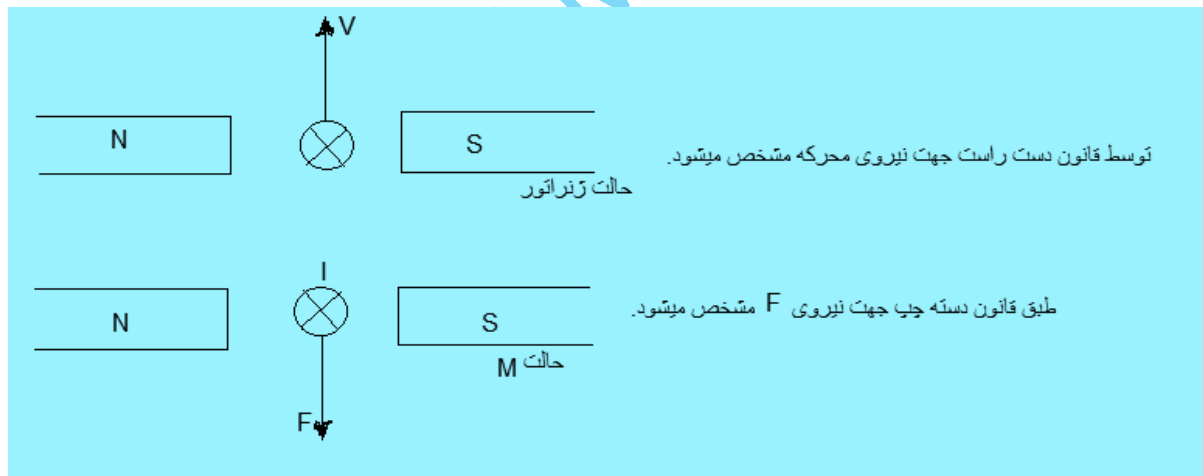 V
N
S
توسط قانون دست راست جهت نیروی محرکه مشخص میشود.
حالت ژنراتور
I
N
S
طبق قانون دسته چپ جهت نیروی F مشخص میشود.
حالت M
F